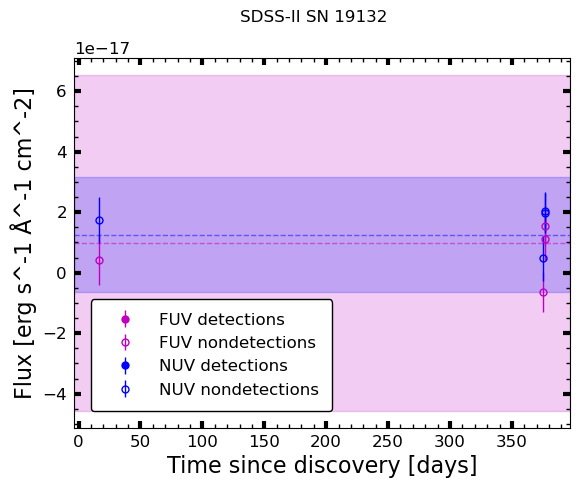 SDSS-II SN 19132
1e−17
Flux [erg s^-1 Å^-1 cm^-2]
6
4
2
0
−2
−4
FUV detections
FUV nondetections
NUV detections
NUV nondetections
0 50 100 150 200 250 300 350
Time since discovery [days]